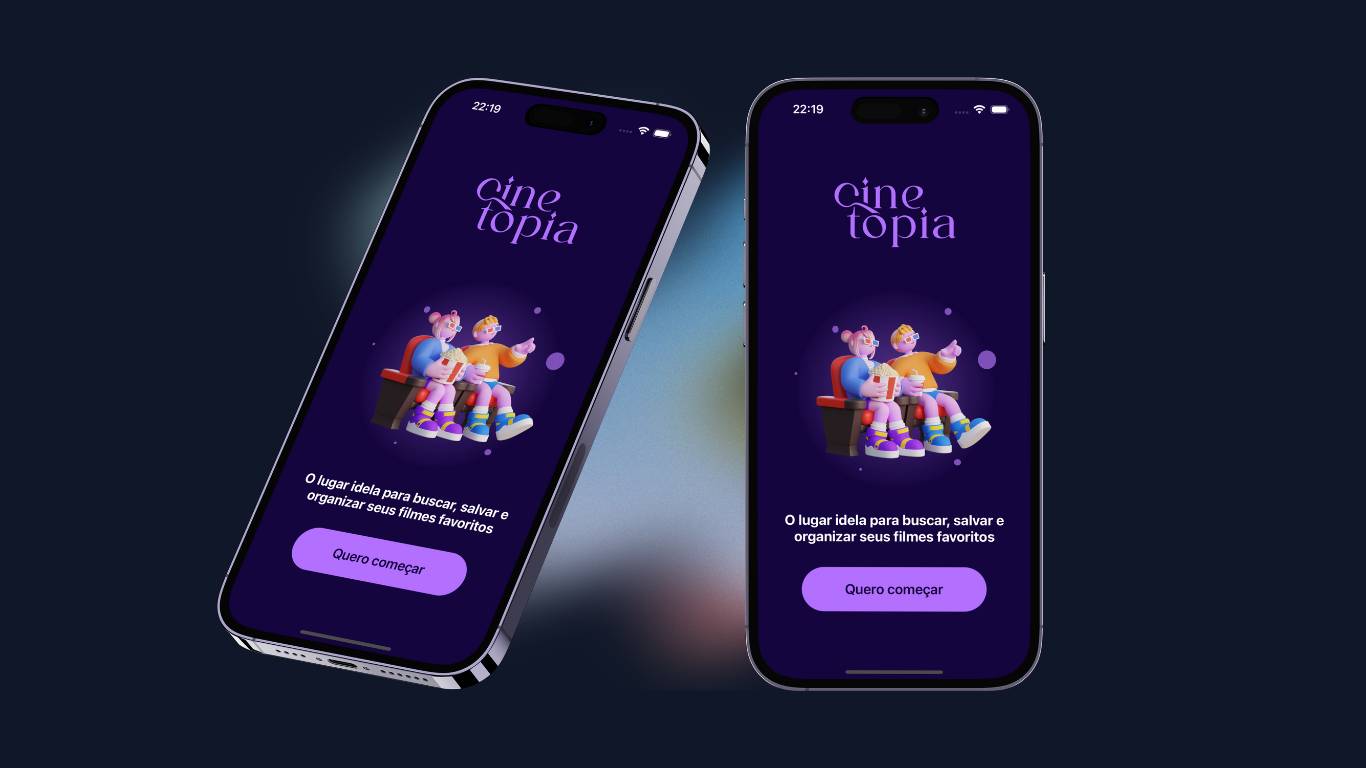 22:19
cine
topia
O lugar idela para buscar, salvar e
organizar seus filmes favoritos
Quero começar
22:19
cine
topia
O lugar idela para buscar, salvar e
organizar seus filmes favoritos
Quero começar